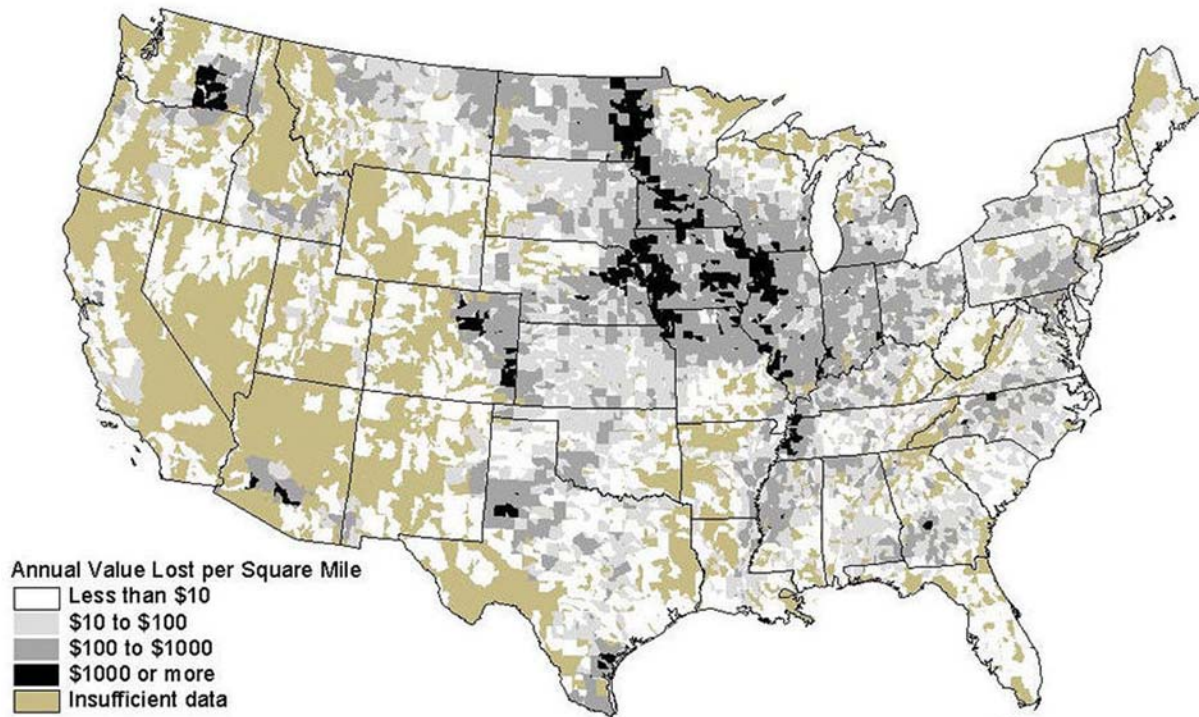 Annual Value Lost per Square Mile
Less than $10
$10 to $100
$100 to $1000
$1000 or more
Insufficient data